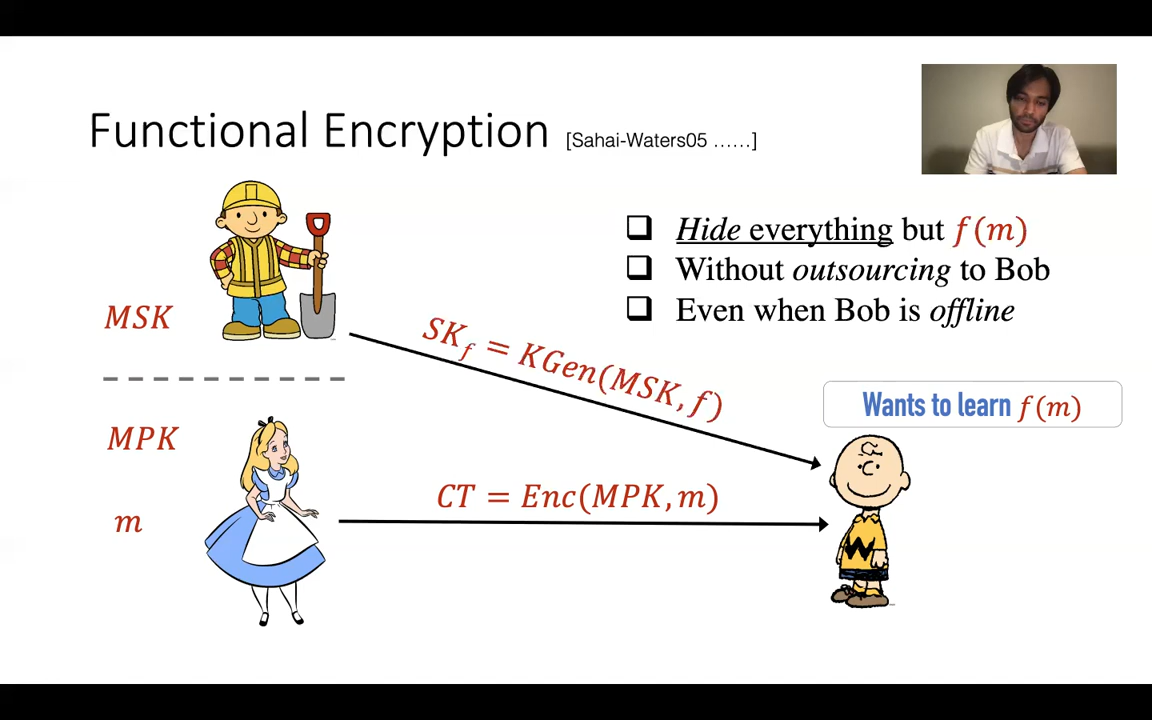 Functional Encryption [Sahai-Waters05 ……]
❑ Hide everything but f(m)
❑ Without outsourcing to Bob
❑ Even when Bob is offline
MSK
SK_f = KGen(MSK, f)
Wants to learn f(m)
MPK
CT = Enc(MPK, m)
m